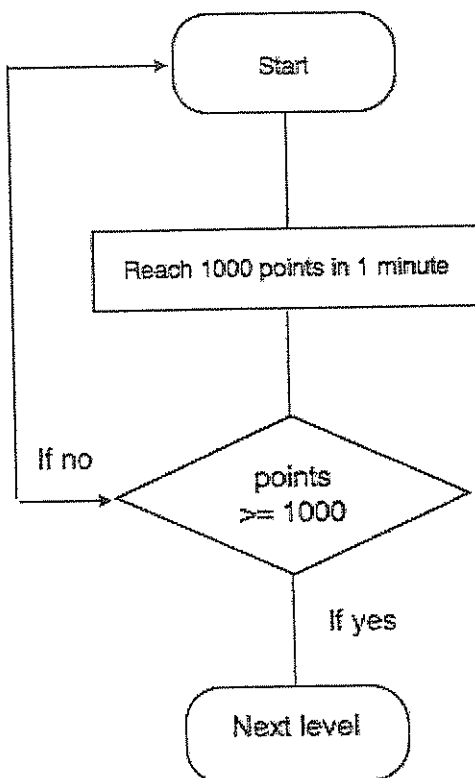 Start
Reach 1000 points in 1 minute
If no
points
>= 1000
If yes
Next level